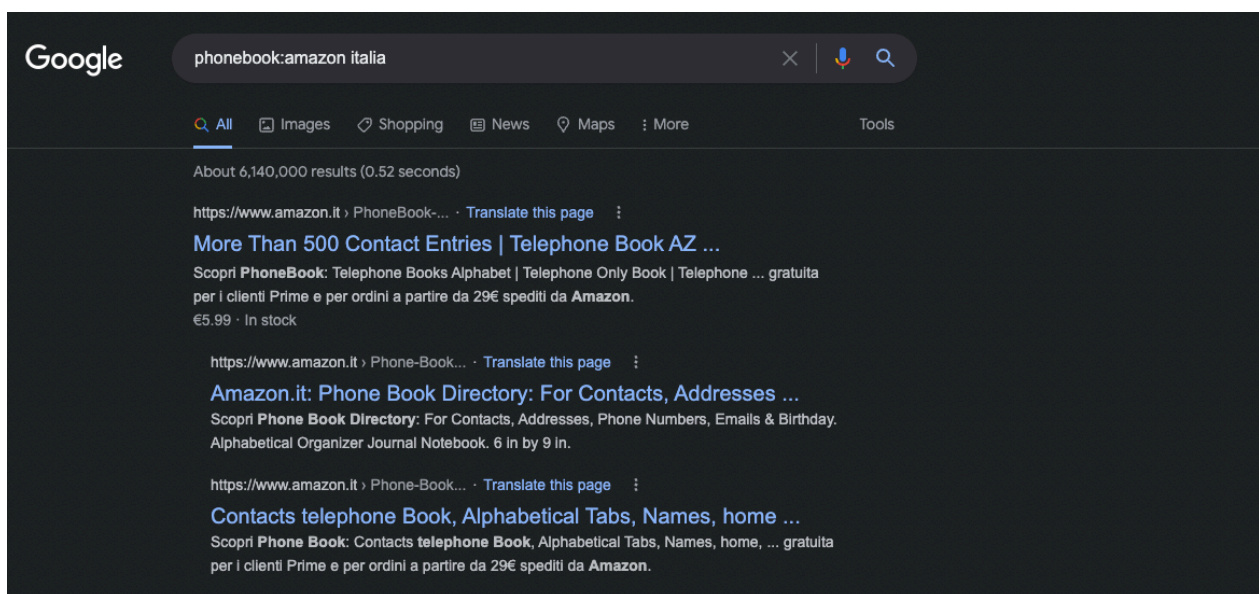 Google
phonebook:amazon italia
All Images Shopping News Maps More Tools
About 6,140,000 results (0.52 seconds)
https://www.amazon.it › PhoneBook-... · Translate this page
More Than 500 Contact Entries | Telephone Book AZ ...
Scopri PhoneBook: Telephone Books Alphabet | Telephone Only Book | Telephone ... gratuita
per i clienti Prime e per ordini a partire da 29€ spediti da Amazon.
€5.99 · In stock
https://www.amazon.it › Phone-Book... · Translate this page
Amazon.it: Phone Book Directory: For Contacts, Addresses ...
Scopri Phone Book Directory: For Contacts, Addresses, Phone Numbers, Emails & Birthday.
Alphabetical Organizer Journal Notebook. 6 in by 9 in.
https://www.amazon.it › Phone-Book... · Translate this page
Contacts telephone Book, Alphabetical Tabs, Names, home ...
Scopri Phone Book: Contacts telephone Book, Alphabetical Tabs, Names, home, ... gratuita
per i clienti Prime e per ordini a partire da 29€ spediti da Amazon.